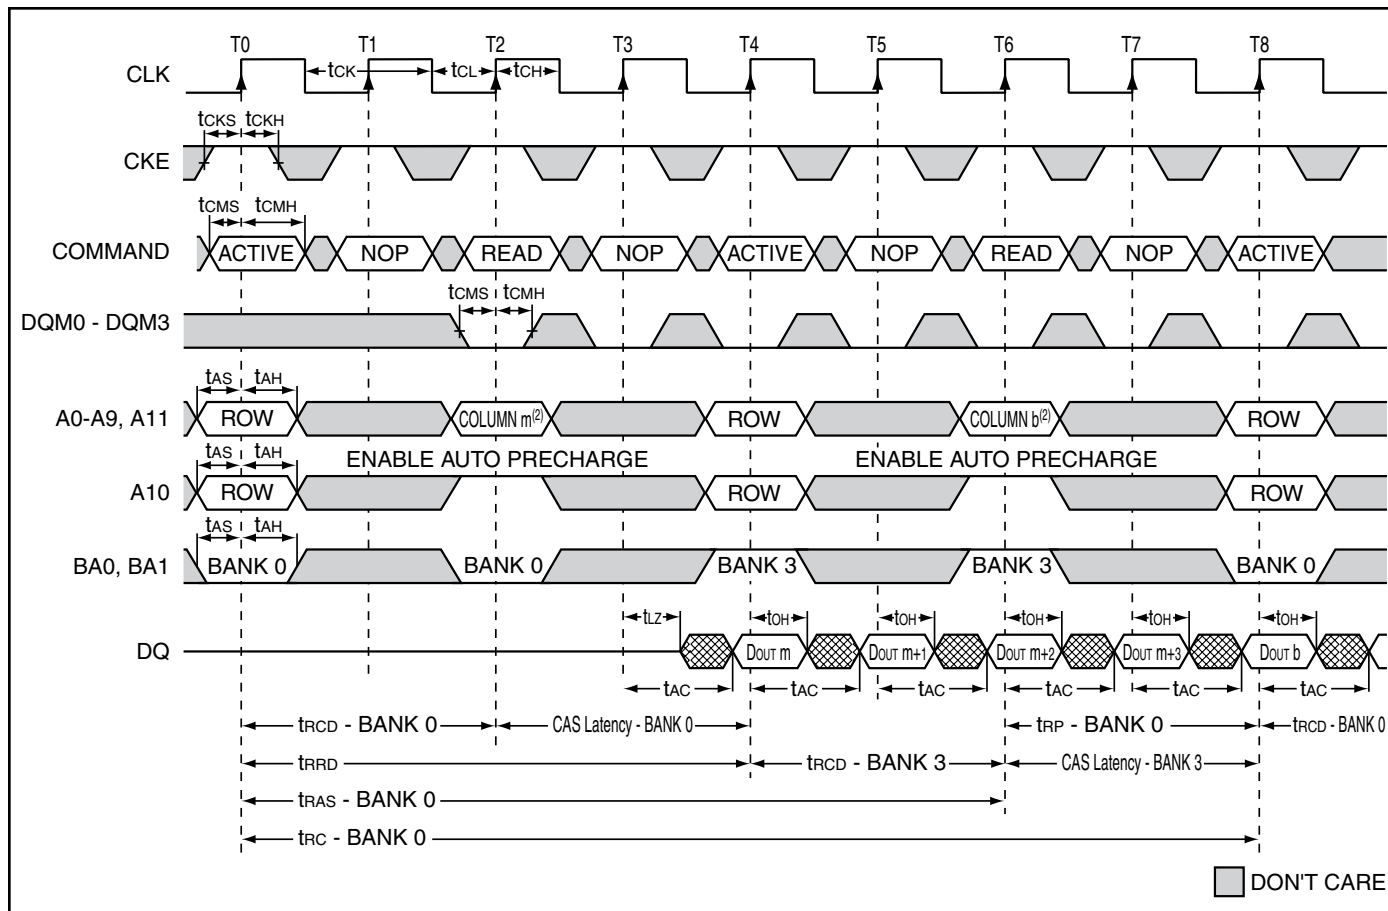 T0 T1 T2 T3 T4 T5 T6 T7 T8
CLK tCK tCL tCH
tCKS tCKH
CKE
tCMS tCMH
COMMAND ACTIVE NOP READ NOP ACTIVE NOP READ NOP ACTIVE
tCMS tCMH
DQM0 - DQM3
tAS tAH
A0-A9, A11 ROW COLUMN m(2) ROW COLUMN b(2) ROW
tAS tAH ENABLE AUTO PRECHARGE ENABLE AUTO PRECHARGE
A10 ROW ROW ROW
tAS tAH
BA0, BA1 BANK 0 BANK 0 BANK 3 BANK 3 BANK 0
tLZ tOH tOH tOH tOH tOH
DQ DOUT m DOUT m+1 DOUT m+2 DOUT m+3 DOUT b
tAC tAC tAC tAC tAC tAC
tRCD - BANK 0 CAS Latency - BANK 0 tRP - BANK 0 tRCD - BANK 0
tRRD tRCD - BANK 3 CAS Latency - BANK 3
tRAS - BANK 0
tRC - BANK 0
DON'T CARE